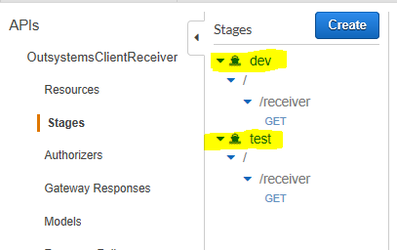 APIs
OutsystemsClientReceiver
Resources
Stages
Authorizers
Gateway Responses
Models
Stages
Create
dev
/
/receiver
GET
test
/
/receiver
GET